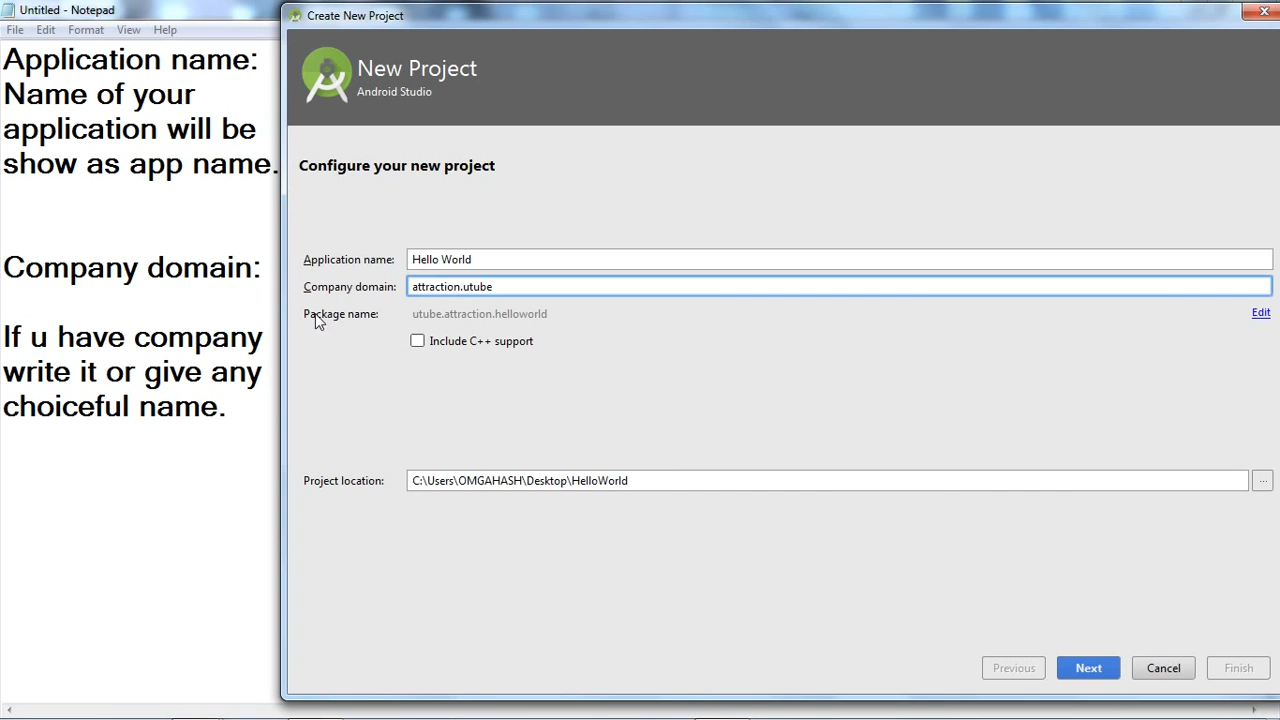 Untitled - Notepad
File Edit Format View Help
Application name:
Name of your
application will be
show as app name.
Company domain:
If u have company
write it or give any
choiceful name.
Create New Project
New Project
Android Studio
Configure your new project
Application name: Hello World
Company domain: attraction.utube
Package name: utube.attraction.helloworld Edit
Include C++ support
Project location: C:\Users\OMGAHASH\Desktop\HelloWorld ...
Previous Next Cancel Finish